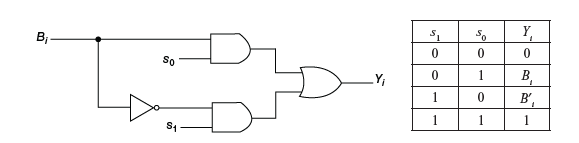 Bi
s0
s1
Yi
s1 s0 Yi
0 0 0
0 1 Bi
1 0 B′i
1 1 1